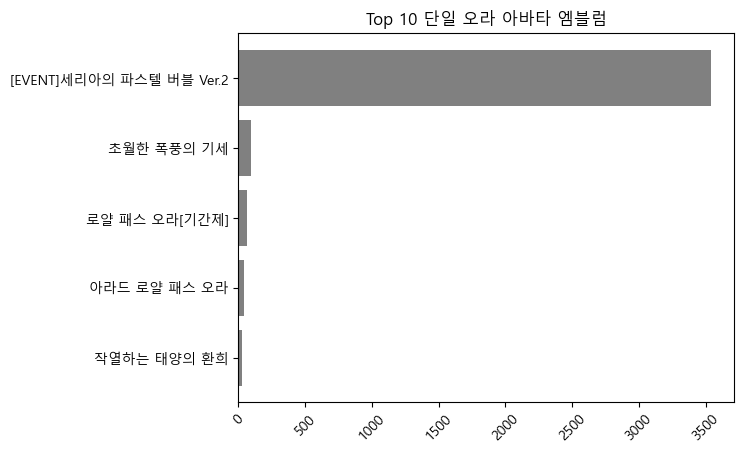 Top 10 단일 오라 아바타 엠블럼
[EVENT]세리아의 파스텔 버블 Ver.2
초월한 폭풍의 기세
로얄 패스 오라[기간제]
아라드 로얄 패스 오라
작열하는 태양의 환희
0 500 1000 1500 2000 2500 3000 3500